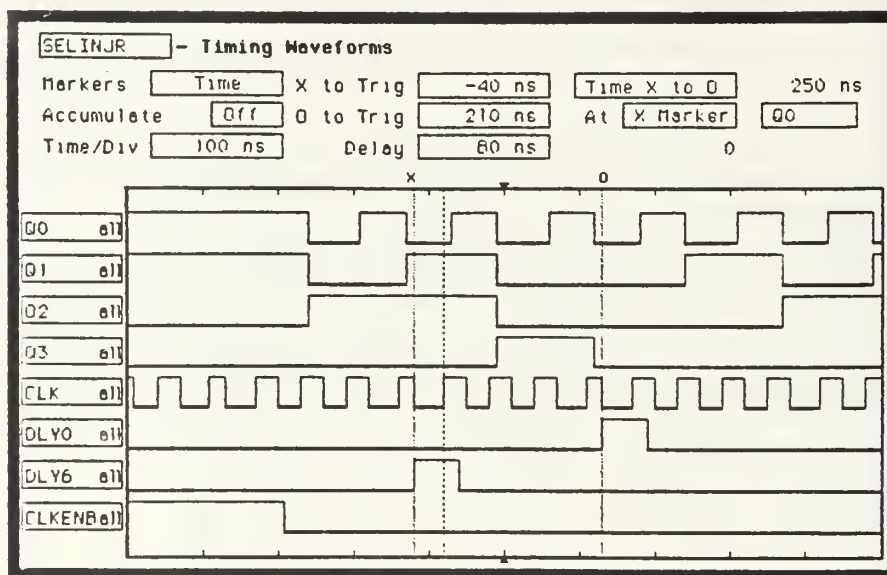 SELINJR - Timing Waveforms
Markers Time X to Trig -40 ns Time X to O 250 ns
Accumulate Off O to Trig 210 ns At X Marker Q0
Time/Div 100 ns Delay 80 ns 0
X O
Q0 all
Q1 all
Q2 all
Q3 all
CLK all
DLY0 all
DLY6 all
CLKENB all